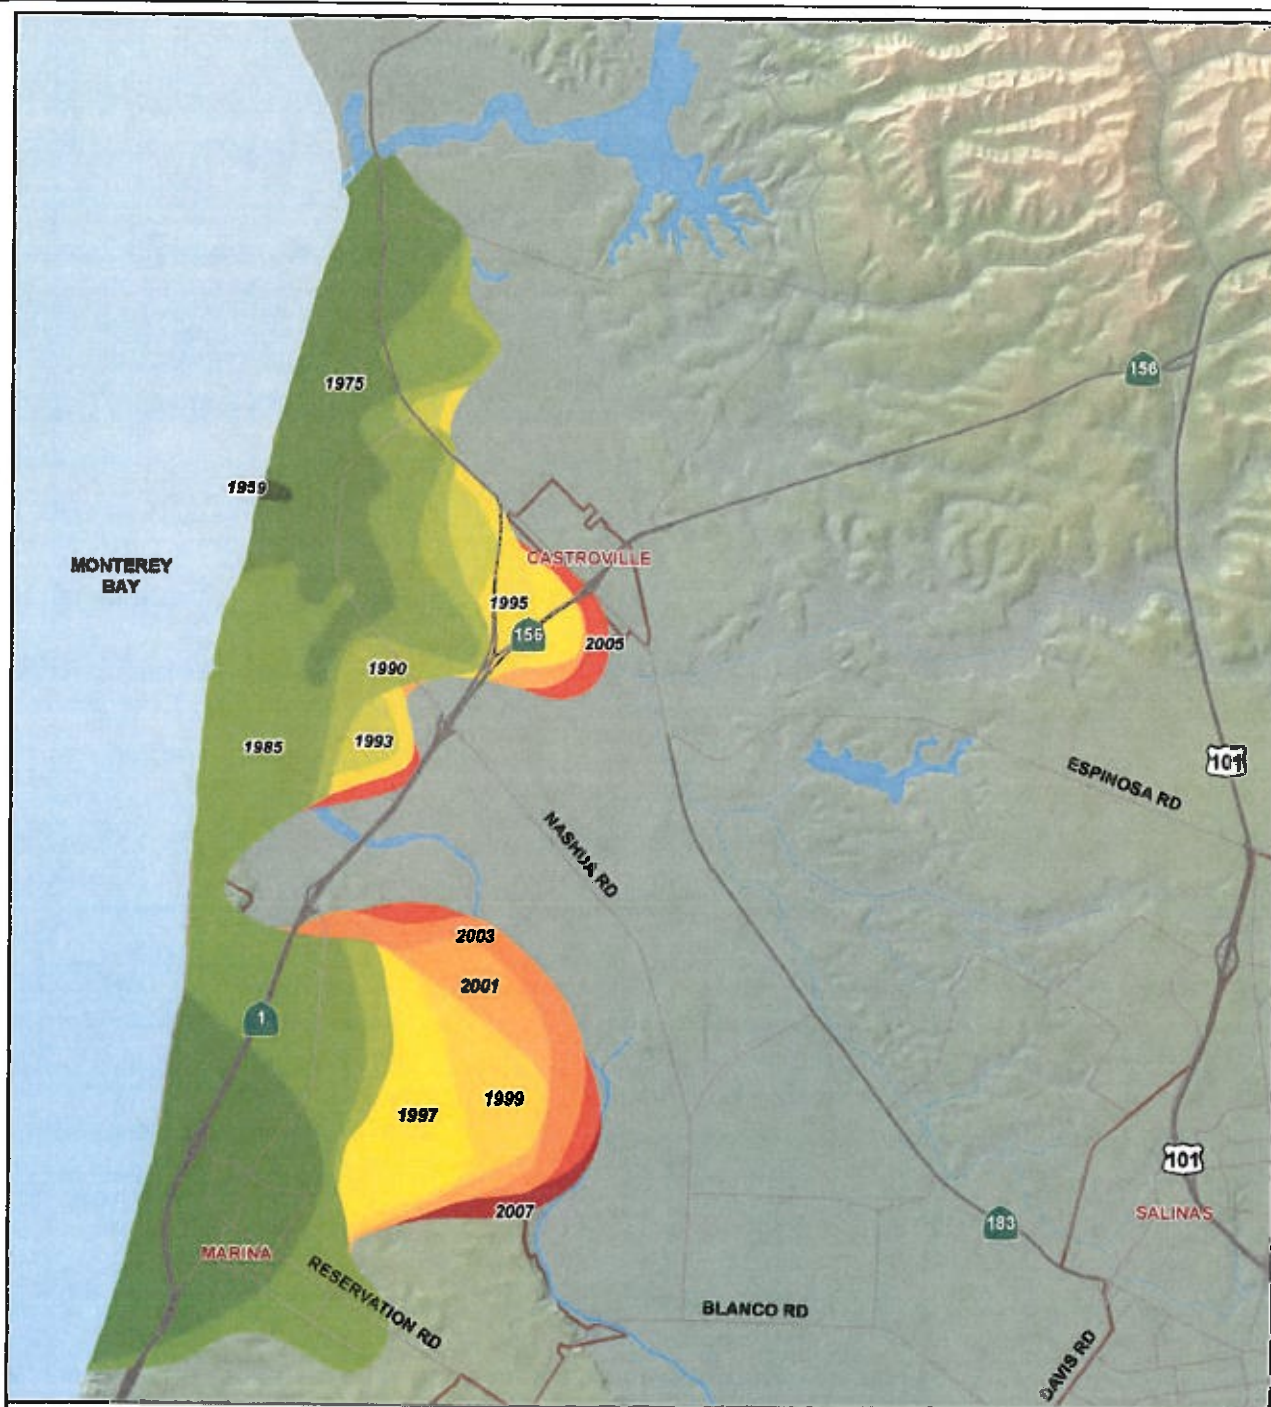 156
1975
1959
MONTEREY
BAY
CASTROVILLE
1995
156
2005
1990
1985
1993
101
ESPINOSA RD
NASHUA RD
2003
2001
1
1997
1999
101
2007
183
SALINAS
MARINA
RESERVATION RD
BLANCO RD
DAVIS RD